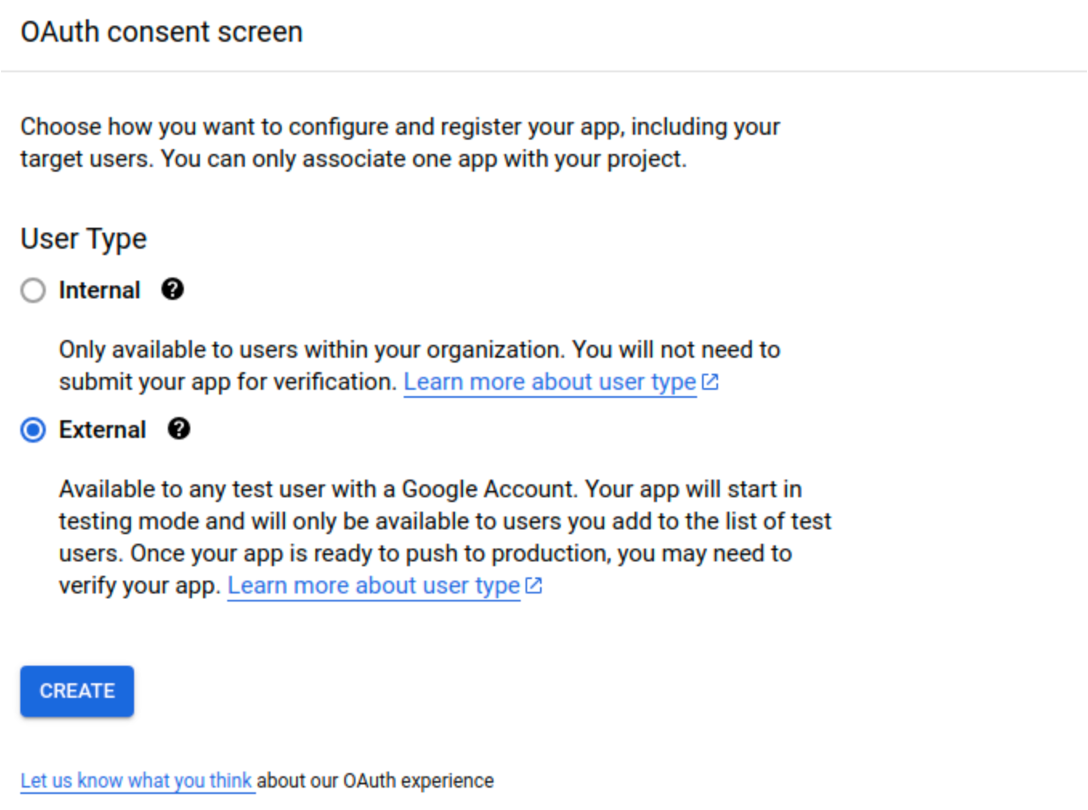 OAuth consent screen
Choose how you want to configure and register your app, including your
target users. You can only associate one app with your project.
User Type
Internal
Only available to users within your organization. You will not need to
submit your app for verification. Learn more about user type
External
Available to any test user with a Google Account. Your app will start in
testing mode and will only be available to users you add to the list of test
users. Once your app is ready to push to production, you may need to
verify your app. Learn more about user type
CREATE
Let us know what you think about our OAuth experience